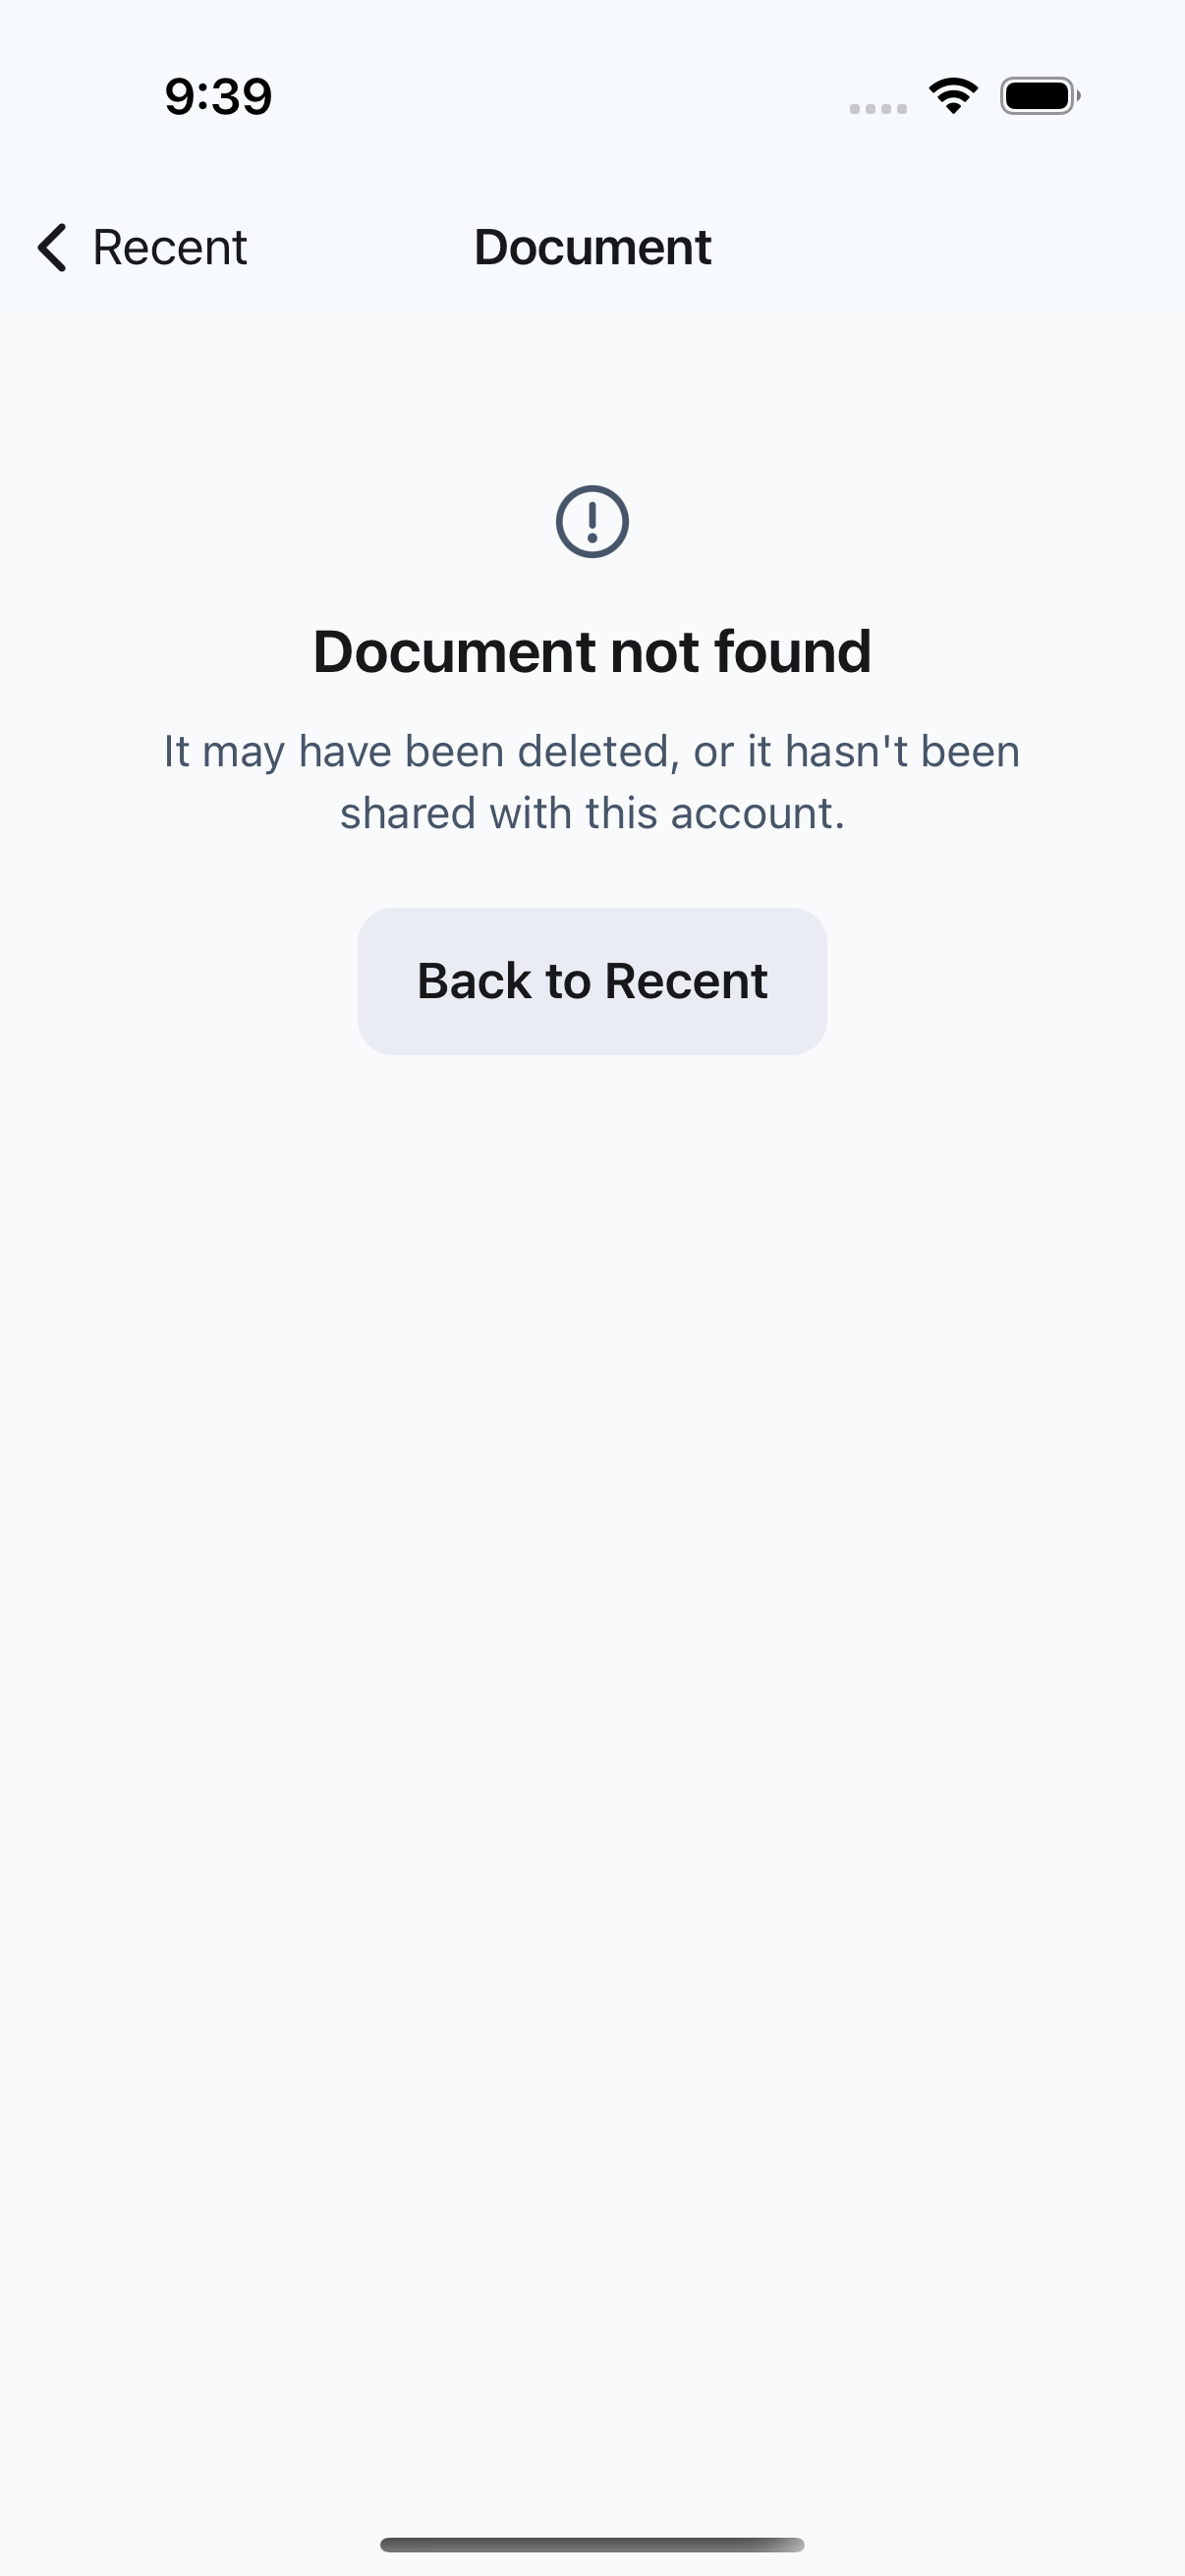 9:39
Recent
Document
Document not found
It may have been deleted, or it hasn't been
shared with this account.
Back to Recent